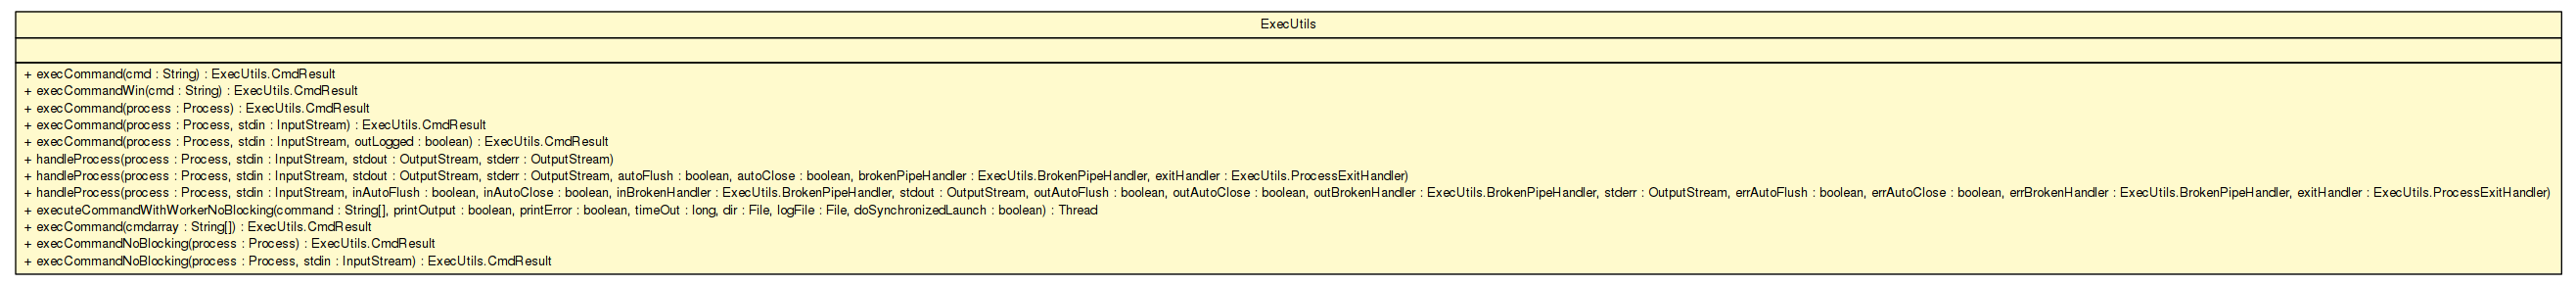 ExecUtils
+ execCommand(cmd : String) : ExecUtils.CmdResult
+ execCommandWin(cmd : String) : ExecUtils.CmdResult
+ execCommand(process : Process) : ExecUtils.CmdResult
+ execCommand(process : Process, stdin : InputStream) : ExecUtils.CmdResult
+ execCommand(process : Process, stdin : InputStream, outLogged : boolean) : ExecUtils.CmdResult
+ handleProcess(process : Process, stdin : InputStream, stdout : OutputStream, stderr : OutputStream)
+ handleProcess(process : Process, stdin : InputStream, stdout : OutputStream, stderr : OutputStream, autoFlush : boolean, autoClose : boolean, brokenPipeHandler : ExecUtils.BrokenPipeHandler, exitHandler : ExecUtils.ProcessExitHandler)
+ handleProcess(process : Process, stdin : InputStream, inAutoFlush : boolean, inAutoClose : boolean, inBrokenHandler : ExecUtils.BrokenPipeHandler, stdout : OutputStream, outAutoFlush : boolean, outAutoClose : boolean, outBrokenHandler : ExecUtils.BrokenPipeHandler, stderr : OutputStream, errAutoFlush : boolean, errAutoClose : boolean, errBrokenHandler : ExecUtils.BrokenPipeHandler, exitHandler : ExecUtils.ProcessExitHandler)
+ executeCommandWithWorkerNoBlocking(command : String[], printOutput : boolean, printError : boolean, timeOut : long, dir : File, logFile : File, doSynchronizedLaunch : boolean) : Thread
+ execCommand(cmdarray : String[]) : ExecUtils.CmdResult
+ execCommandNoBlocking(process : Process) : ExecUtils.CmdResult
+ execCommandNoBlocking(process : Process, stdin : InputStream) : ExecUtils.CmdResult